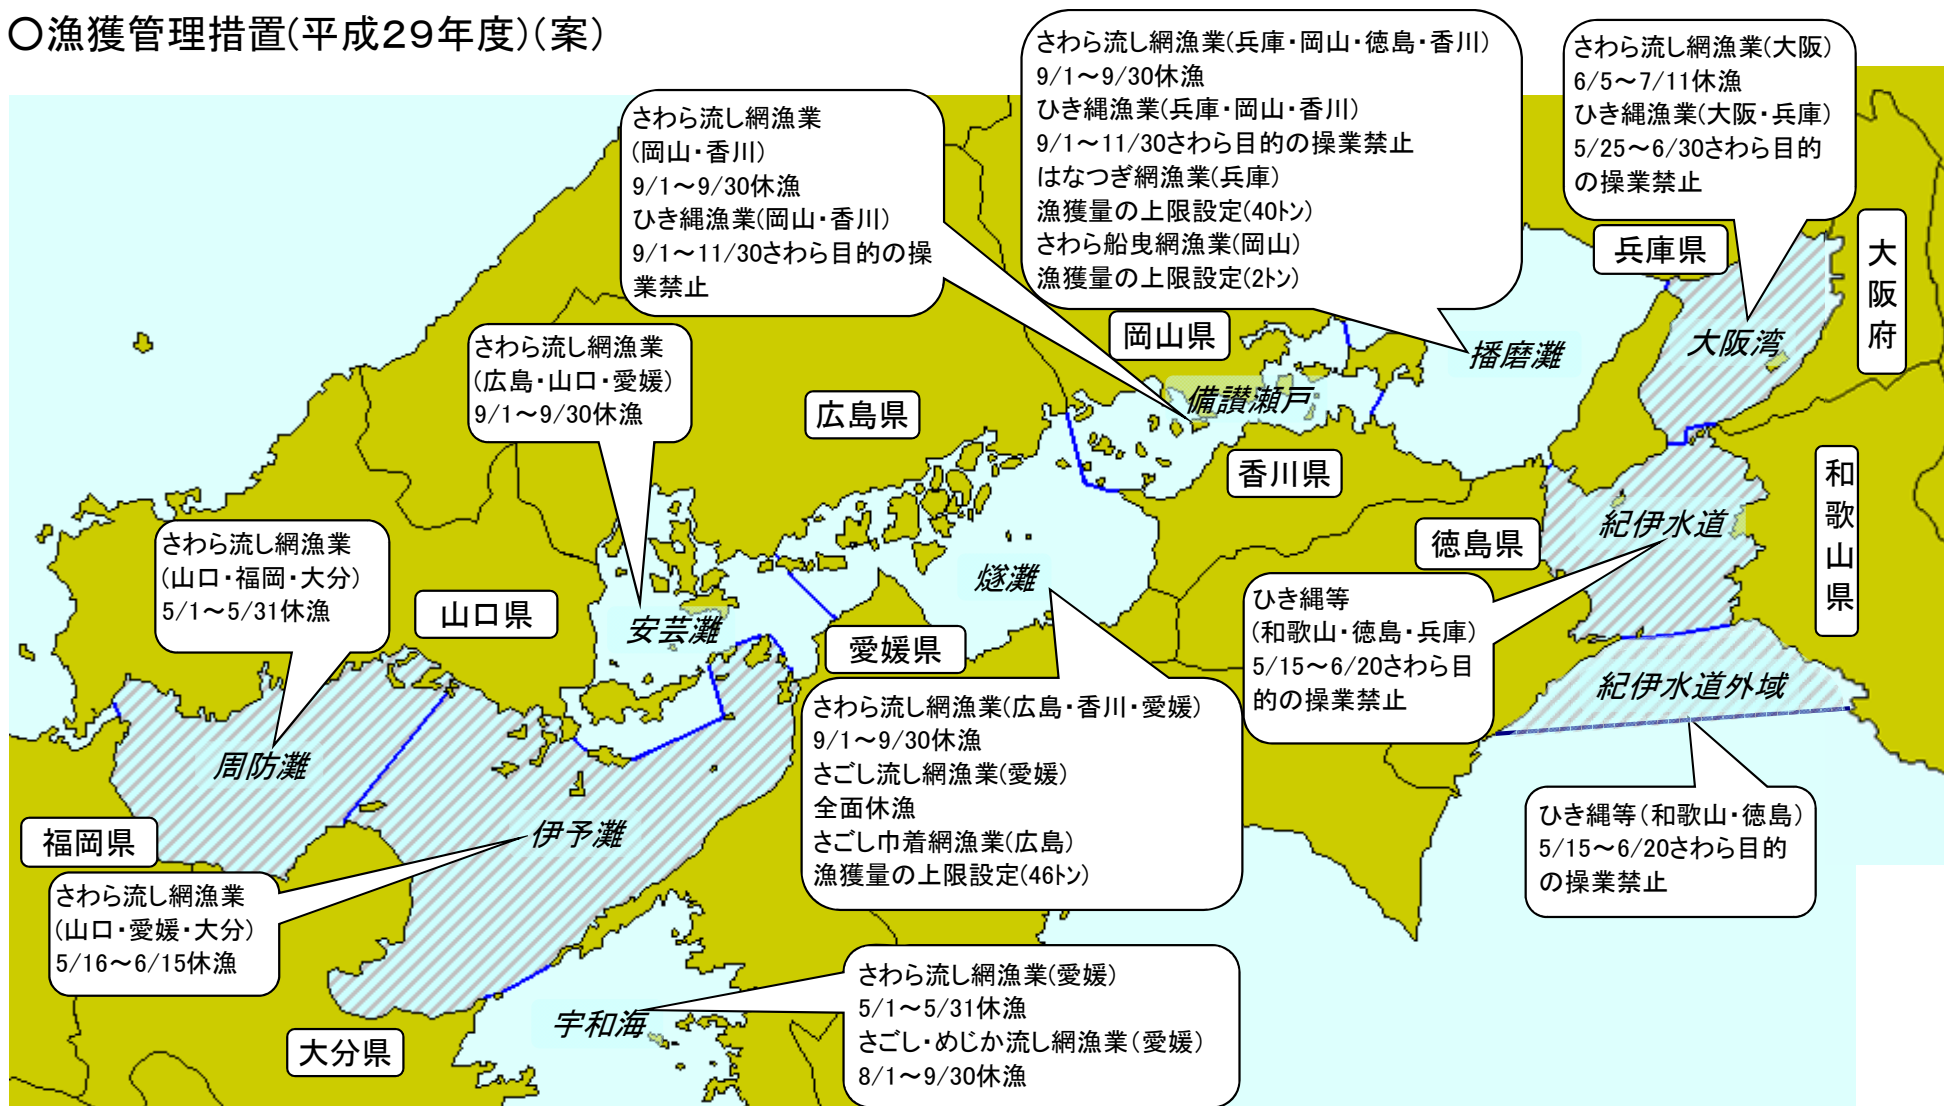 〇漁獲管理措置(平成29年度)(案)
さわら流し網漁業
(岡山・香川)
9/1～9/30休漁
ひき縄漁業(岡山・香川)
9/1～11/30さわら目的の操
業禁止
さわら流し網漁業(兵庫・岡山・徳島・香川)
9/1～9/30休漁
ひき縄漁業(兵庫・岡山・香川)
9/1～11/30さわら目的の操業禁止
はなつぎ網漁業(兵庫)
漁獲量の上限設定(40トン)
さわら船曳網漁業(岡山)
漁獲量の上限設定(2トン)
さわら流し網漁業(大阪)
6/5～7/11休漁
ひき縄漁業(大阪・兵庫)
5/25～6/30さわら目的
の操業禁止
兵庫県
大阪府
岡山県
播磨灘
大阪湾
さわら流し網漁業
(広島・山口・愛媛)
9/1～9/30休漁
広島県
備讃瀬戸
香川県
和歌山県
徳島県
紀伊水道
さわら流し網漁業
(山口・福岡・大分)
5/1～5/31休漁
山口県
安芸灘
燧灘
愛媛県
ひき縄等
(和歌山・徳島・兵庫)
5/15～6/20さわら目
的の操業禁止
紀伊水道外域
周防灘
さわら流し網漁業(広島・香川・愛媛)
9/1～9/30休漁
さごし流し網漁業(愛媛)
全面休漁
さごし巾着網漁業(広島)
漁獲量の上限設定(46トン)
ひき縄等(和歌山・徳島)
5/15～6/20さわら目的
の操業禁止
福岡県
伊予灘
さわら流し網漁業
(山口・愛媛・大分)
5/16～6/15休漁
さわら流し網漁業(愛媛)
5/1～5/31休漁
さごし・めじか流し網漁業(愛媛)
8/1～9/30休漁
宇和海
大分県